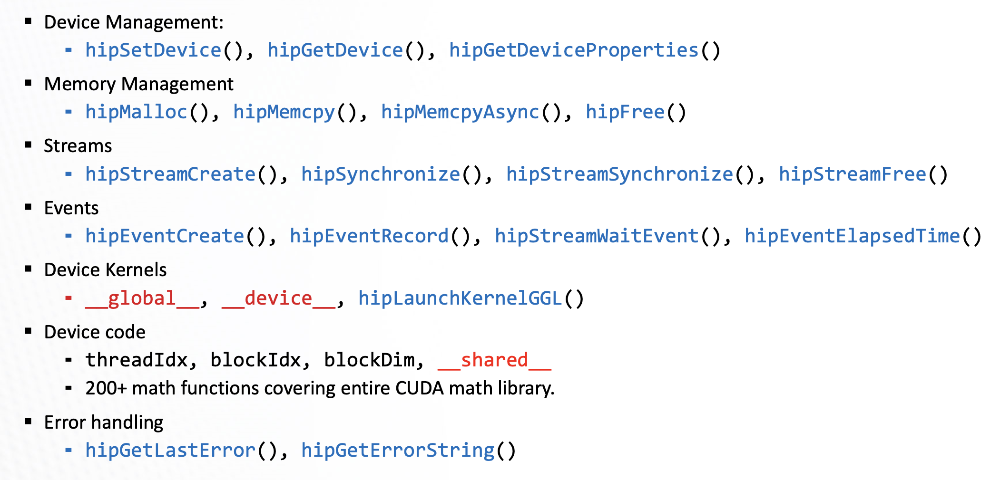 ▪ Device Management:
- hipSetDevice(), hipGetDevice(), hipGetDeviceProperties()
▪ Memory Management
- hipMalloc(), hipMemcpy(), hipMemcpyAsync(), hipFree()
▪ Streams
- hipStreamCreate(), hipSynchronize(), hipStreamSynchronize(), hipStreamFree()
▪ Events
- hipEventCreate(), hipEventRecord(), hipStreamWaitEvent(), hipEventElapsedTime()
▪ Device Kernels
- __global__, __device__, hipLaunchKernelGGL()
▪ Device code
- threadIdx, blockIdx, blockDim, __shared__
- 200+ math functions covering entire CUDA math library.
▪ Error handling
- hipGetLastError(), hipGetErrorString()